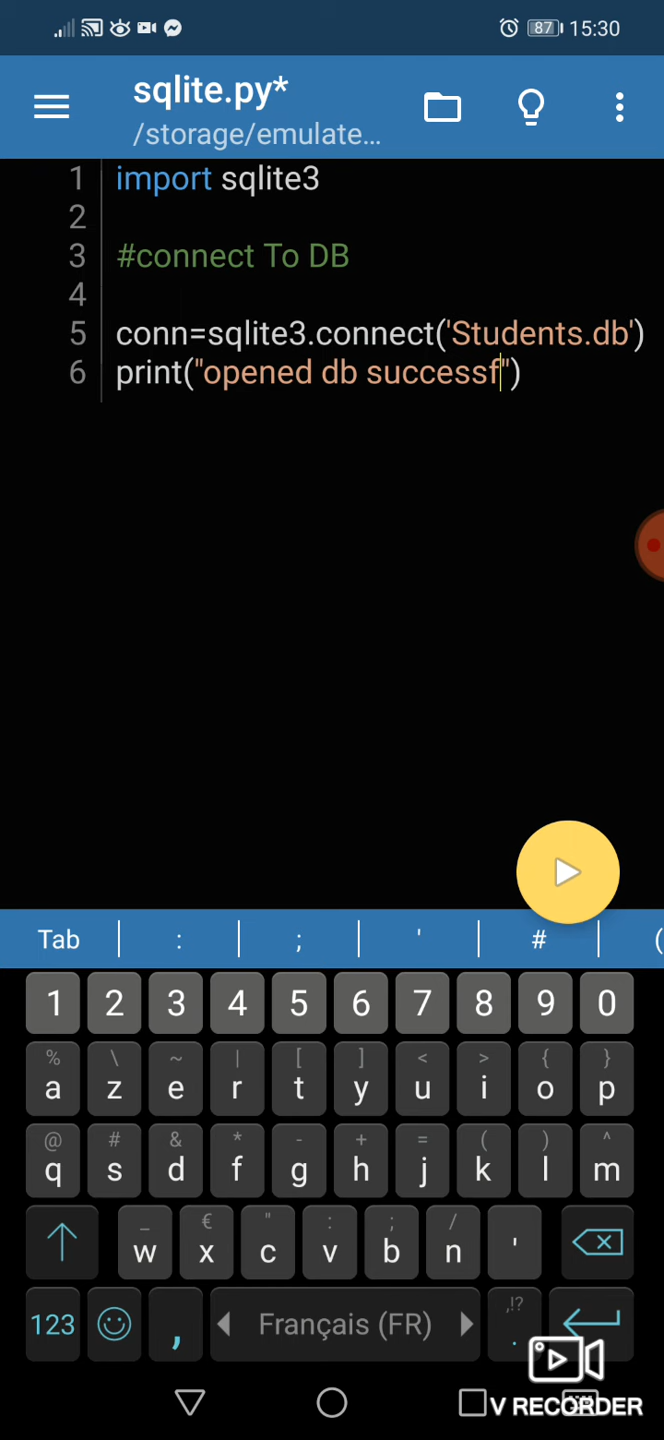 87 15:30
sqlite.py*
/storage/emulate...
1 import sqlite3
2
3 #connect To DB
4
5 conn=sqlite3.connect('Students.db')
6 print("opened db successf")
Tab : ; ' # (
1 2 3 4 5 6 7 8 9 0
% \ ~ | [ ] < > { }
a z e r t y u i o p
@ # & * - + = ( ) ^
q s d f g h j k l m
_ € " : ; /
w x c v b n '
,!?
123 , Français (FR) .
V RECORDER